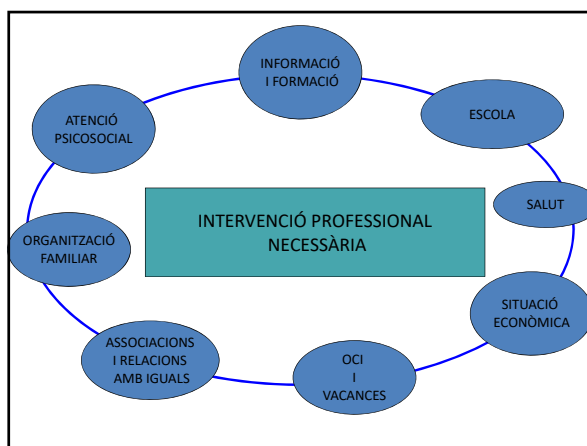 INFORMACIÓ
I FORMACIÓ
ESCOLA
SALUT
SITUACIÓ
ECONÒMICA
OCI
I
VACANCES
ASSOCIACIONS
I RELACIONS
AMB IGUALS
ORGANITZACIÓ
FAMILIAR
ATENCIÓ
PSICOSOCIAL
INTERVENCIÓ PROFESSIONAL
NECESSÀRIA